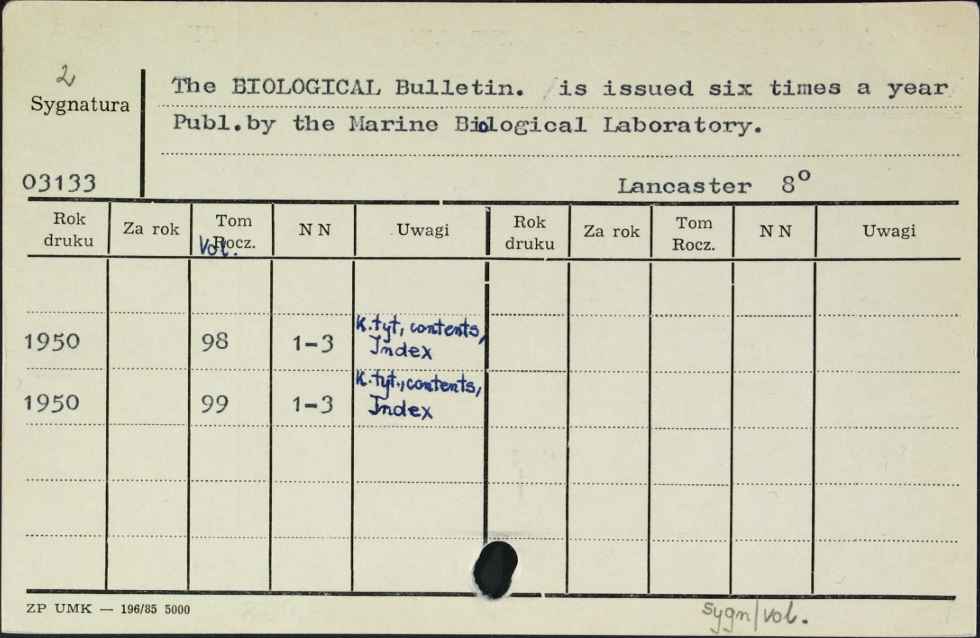 2
Sygnatura
The BIOLOGICAL Bulletin. is issued six times a year
Publ.by the Marine Biological Laboratory.
03133
Lancaster 8°
Rok druku Za rok Tom Rocz. Vol. N N Uwagi Rok druku Za rok Tom Rocz. N N Uwagi
1950 98 1-3 K.tyt, contents, Index
1950 99 1-3 K.tyt., contents, Index
ZP UMK — 196/85 5000
sygn/vol.